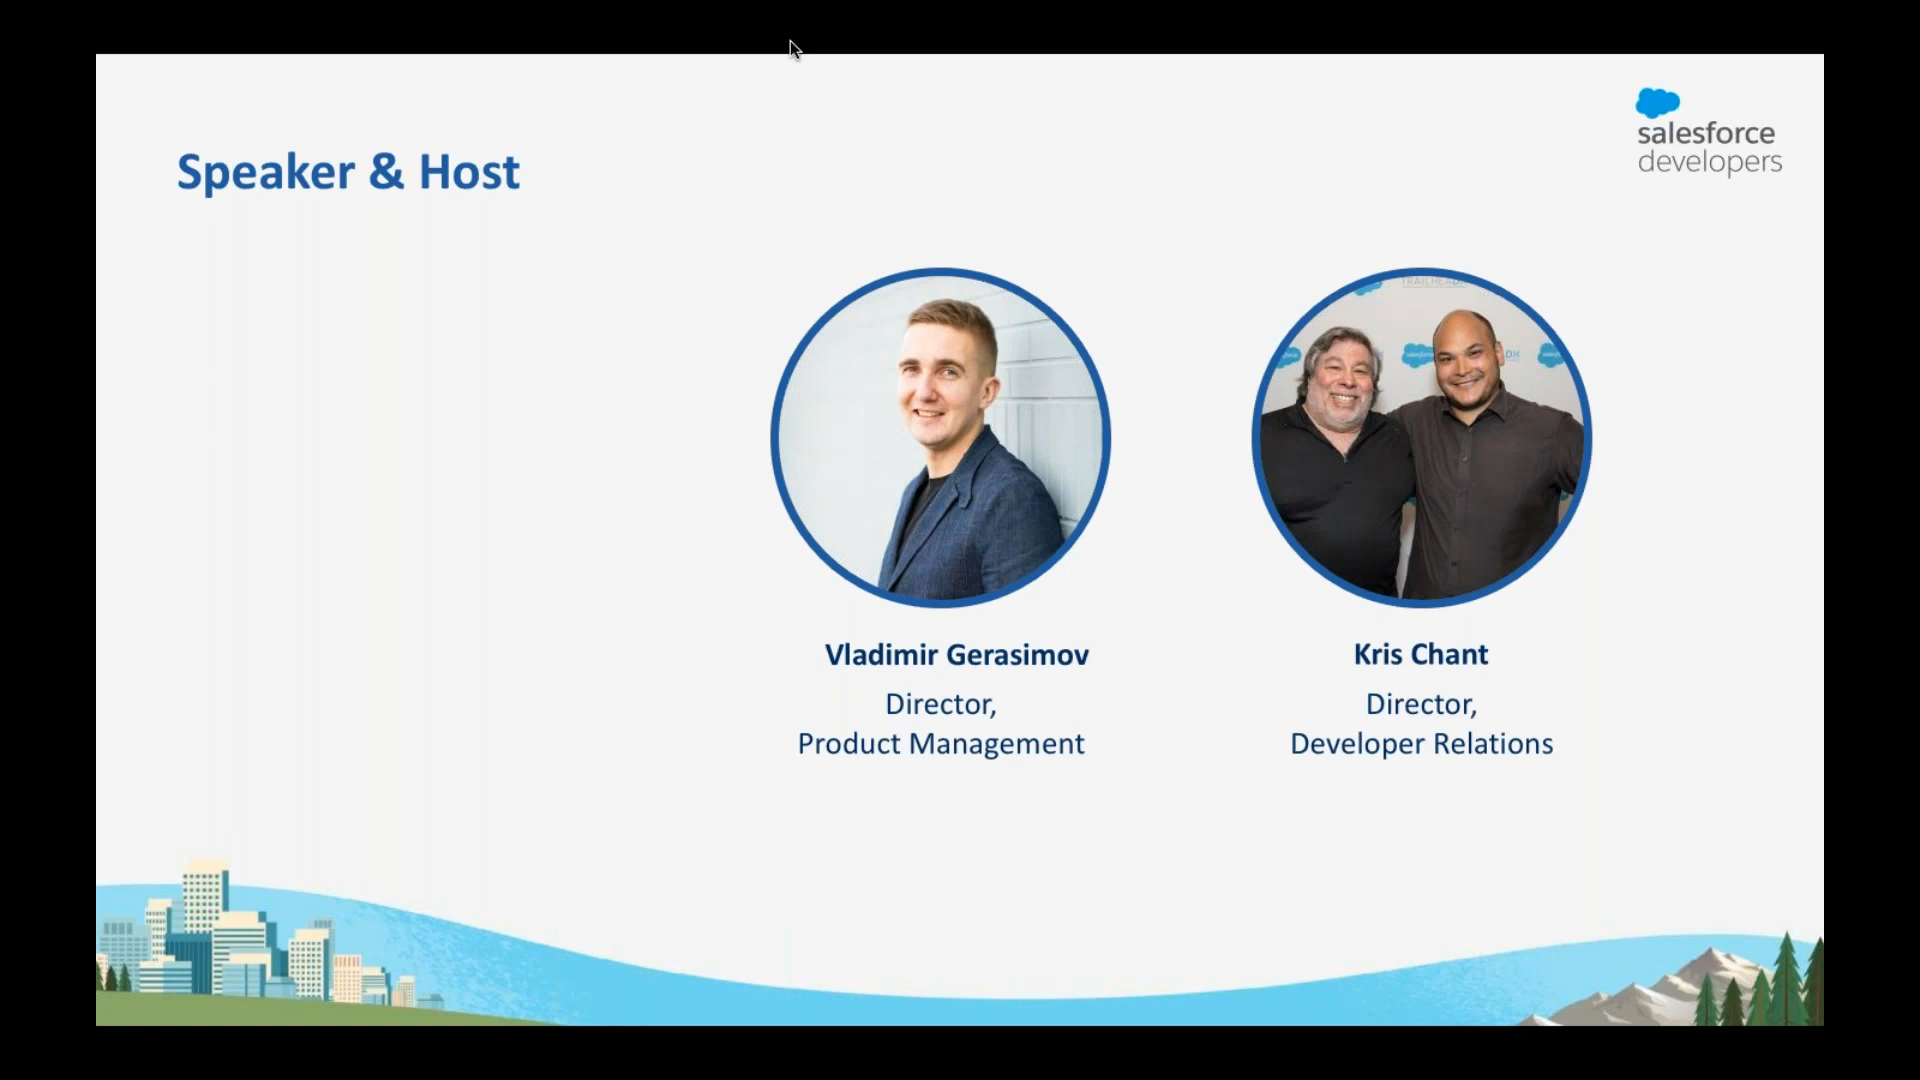 salesforce
developers
Speaker & Host
Vladimir Gerasimov
Director,
Product Management
Kris Chant
Director,
Developer Relations